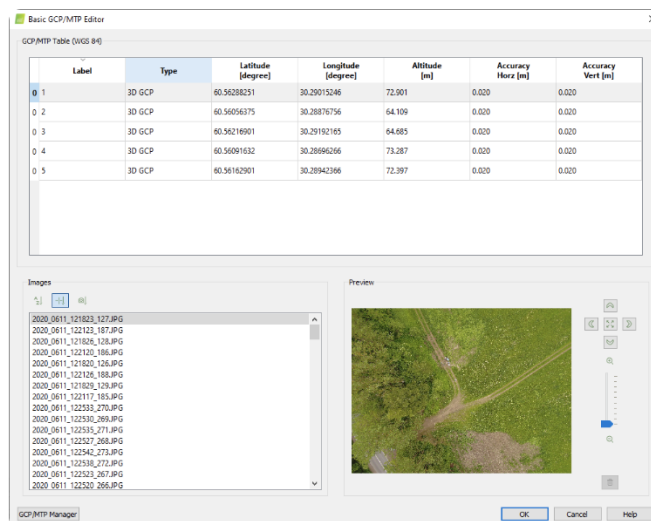 Basic GCP/MTP Editor
GCP/MTP Table (WGS 84)
Label Type Latitude [degree] Longitude [degree] Altitude [m] Accuracy Horz [m] Accuracy Vert [m]
0 1 3D GCP 60.56288251 30.29015246 72.901 0.020 0.020
0 2 3D GCP 60.56056375 30.28876756 64.109 0.020 0.020
0 3 3D GCP 60.56216901 30.29192165 64.685 0.020 0.020
0 4 3D GCP 60.56091632 30.28696266 73.287 0.020 0.020
0 5 3D GCP 60.56162901 30.28942366 72.397 0.020 0.020
Images
2020_0611_121823_127.JPG
2020_0611_122123_187.JPG
2020_0611_121826_128.JPG
2020_0611_122120_186.JPG
2020_0611_121820_126.JPG
2020_0611_122126_188.JPG
2020_0611_121829_129.JPG
2020_0611_122117_185.JPG
2020_0611_122533_270.JPG
2020_0611_122530_269.JPG
2020_0611_122535_271.JPG
2020_0611_122527_268.JPG
2020_0611_122542_273.JPG
2020_0611_122538_272.JPG
2020_0611_122523_267.JPG
2020_0611_122520_266.JPG
Preview
GCP/MTP Manager
OK Cancel Help